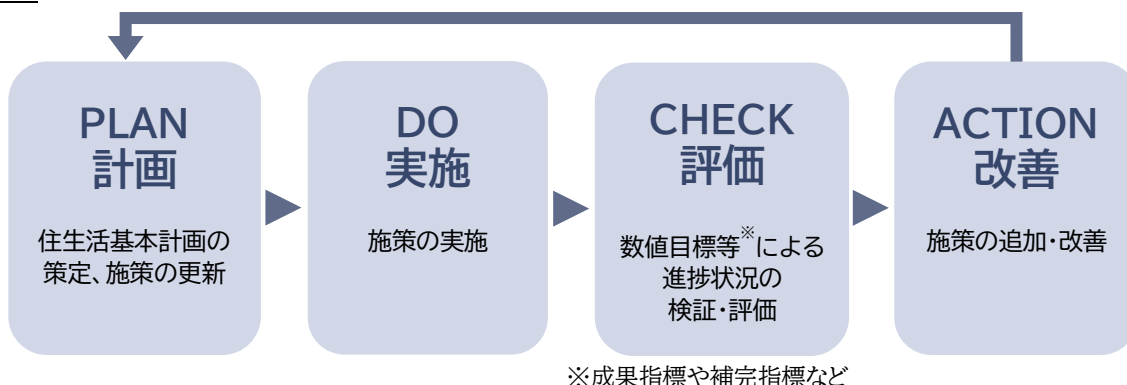 PLAN
計画
住生活基本計画の
策定、施策の更新
DO
実施
施策の実施
CHECK
評価
数値目標等※による
進捗状況の
検証・評価
ACTION
改善
施策の追加・改善
※成果指標や補完指標など